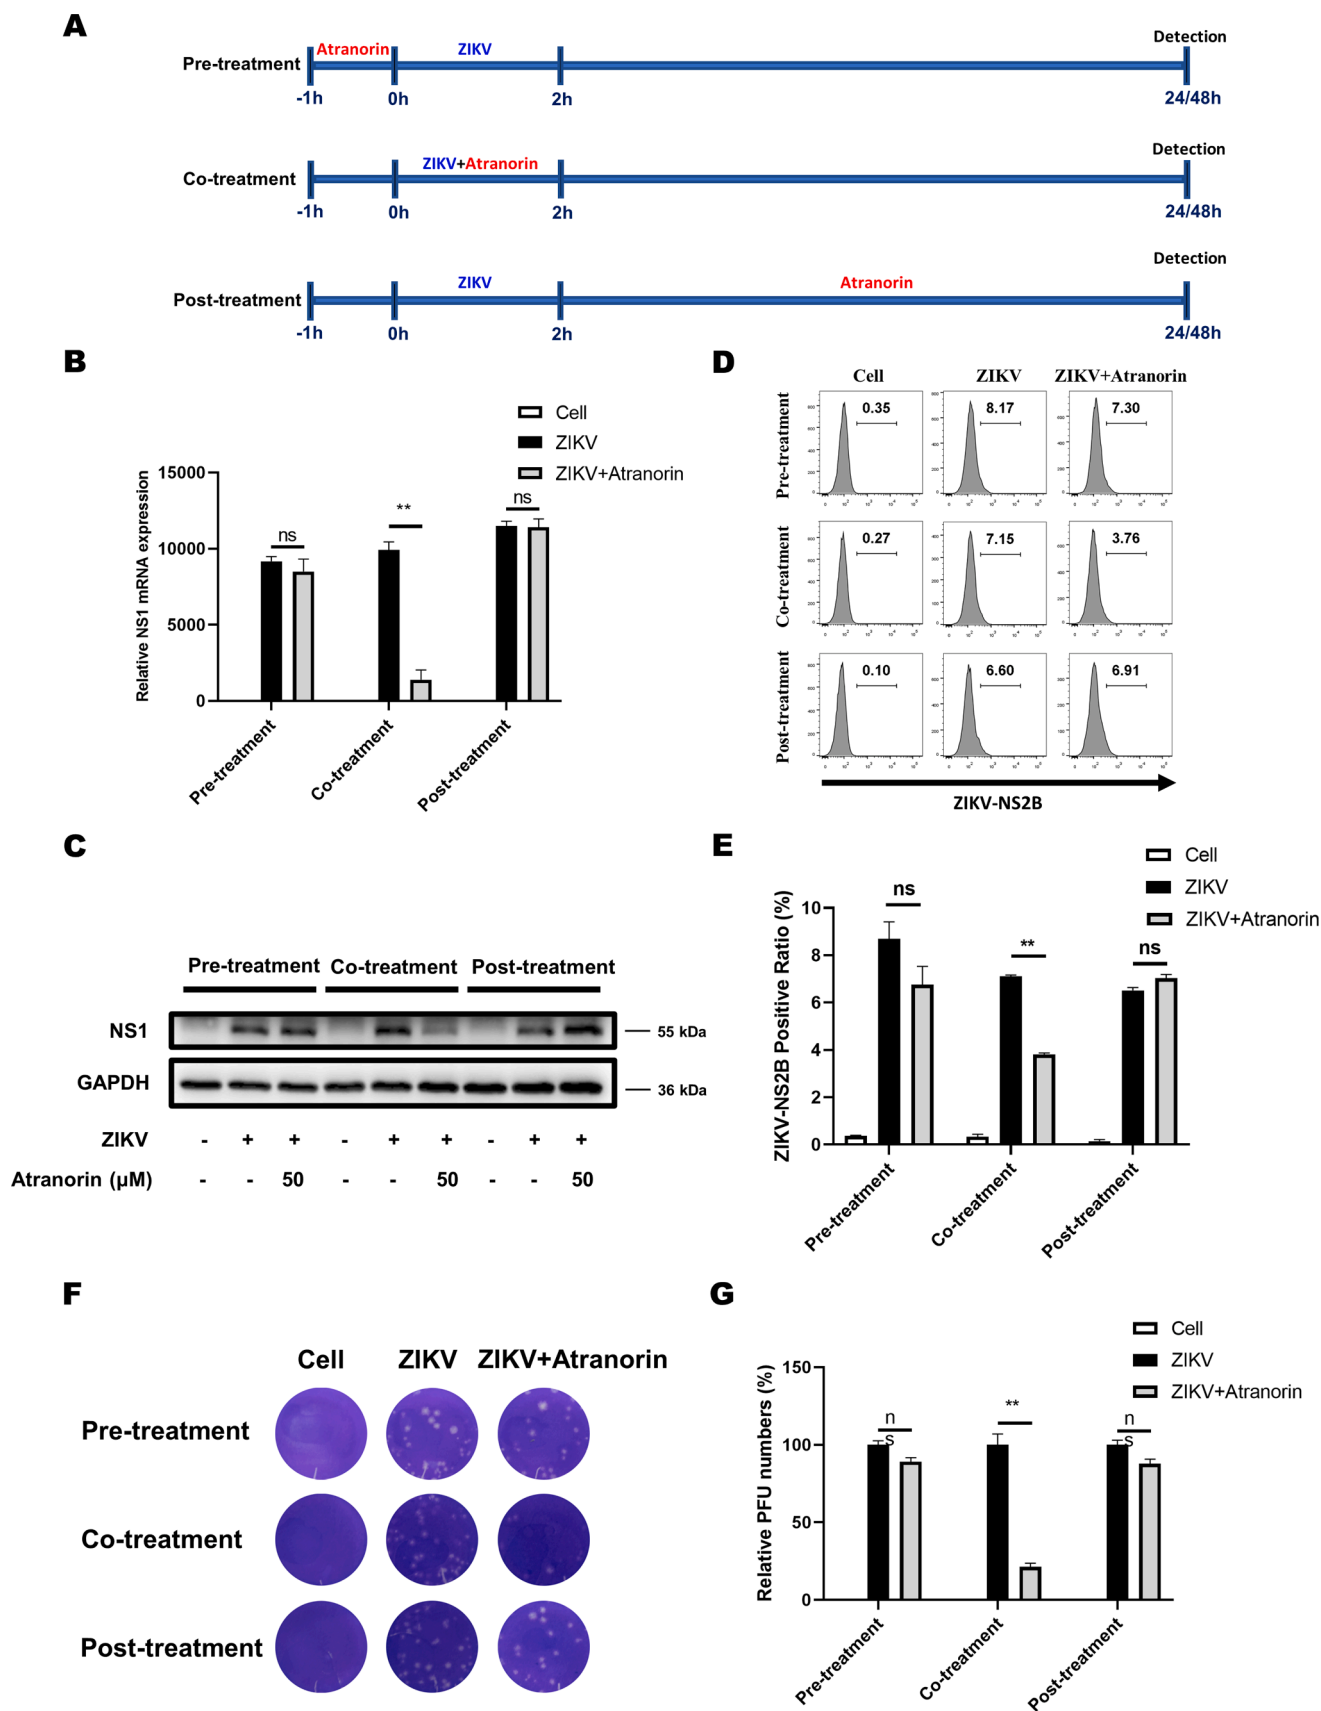 A
Atranorin ZIKV Detection
Pre-treatment
-1h 0h 2h 24/48h
ZIKV+Atranorin Detection
Co-treatment
-1h 0h 2h 24/48h
ZIKV Atranorin Detection
Post-treatment
-1h 0h 2h 24/48h
B
Cell
ZIKV
ZIKV+Atranorin
Relative NS1 mRNA expression
15000
10000
5000
0
ns
**
ns
Pre-treatment
Co-treatment
Post-treatment
D
Cell ZIKV ZIKV+Atranorin
Pre-treatment
0.35 8.17 7.30
Co-treatment
0.27 7.15 3.76
Post-treatment
0.10 6.60 6.91
ZIKV-NS2B
C
Pre-treatment Co-treatment Post-treatment
NS1 55 kDa
GAPDH 36 kDa
ZIKV - + + - + + - + +
Atranorin (μM) - - 50 - - 50 - - 50
E
Cell
ZIKV
ZIKV+Atranorin
ZIKV-NS2B Positive Ratio (%)
10
8
6
4
2
0
ns
**
ns
Pre-treatment
Co-treatment
Post-treatment
F
Cell ZIKV ZIKV+Atranorin
Pre-treatment
Co-treatment
Post-treatment
G
Cell
ZIKV
ZIKV+Atranorin
Relative PFU numbers (%)
150
100
50
0
n
s
**
n
s
Pre-treatment
Co-treatment
Post-treatment